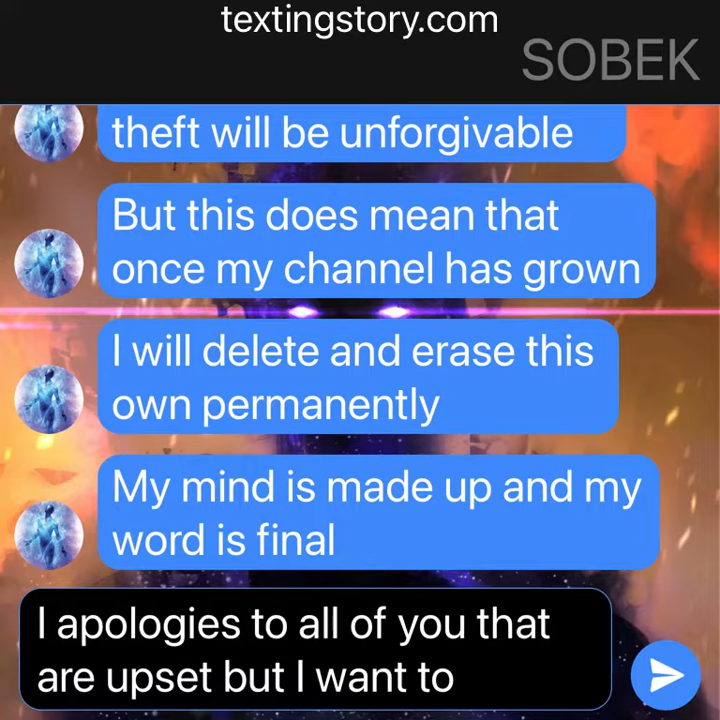 textingstory.com
SOBEK
theft will be unforgivable
But this does mean that
once my channel has grown
I will delete and erase this
own permanently
My mind is made up and my
word is final
I apologies to all of you that
are upset but I want to